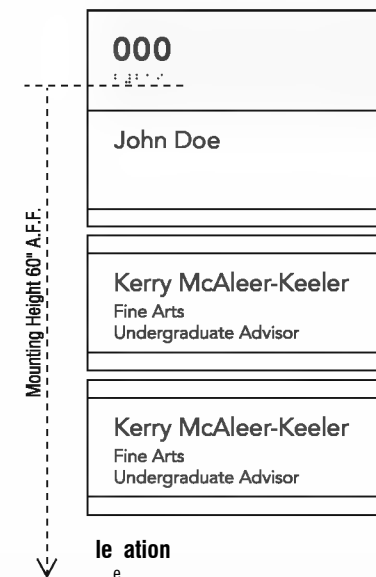 000
John Doe
Mounting Height 60" A.F.F.
Kerry McAleer-Keeler
Fine Arts
Undergraduate Advisor
Kerry McAleer-Keeler
Fine Arts
Undergraduate Advisor